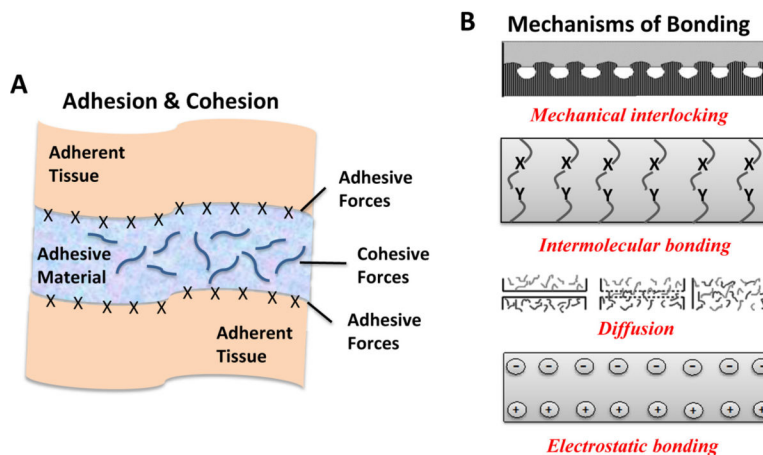 A
Adhesion & Cohesion
Adherent
Tissue
X X X X X X X X X X X
Adhesive
Forces
Adhesive
Material
Cohesive
Forces
X X X X X X X X X X X
Adhesive
Forces
Adherent
Tissue
B
Mechanisms of Bonding
Mechanical interlocking
X X X X X X
Y Y Y Y Y Y
Intermolecular bonding
Diffusion
- - - - - - - -
+ + + + + + + +
Electrostatic bonding